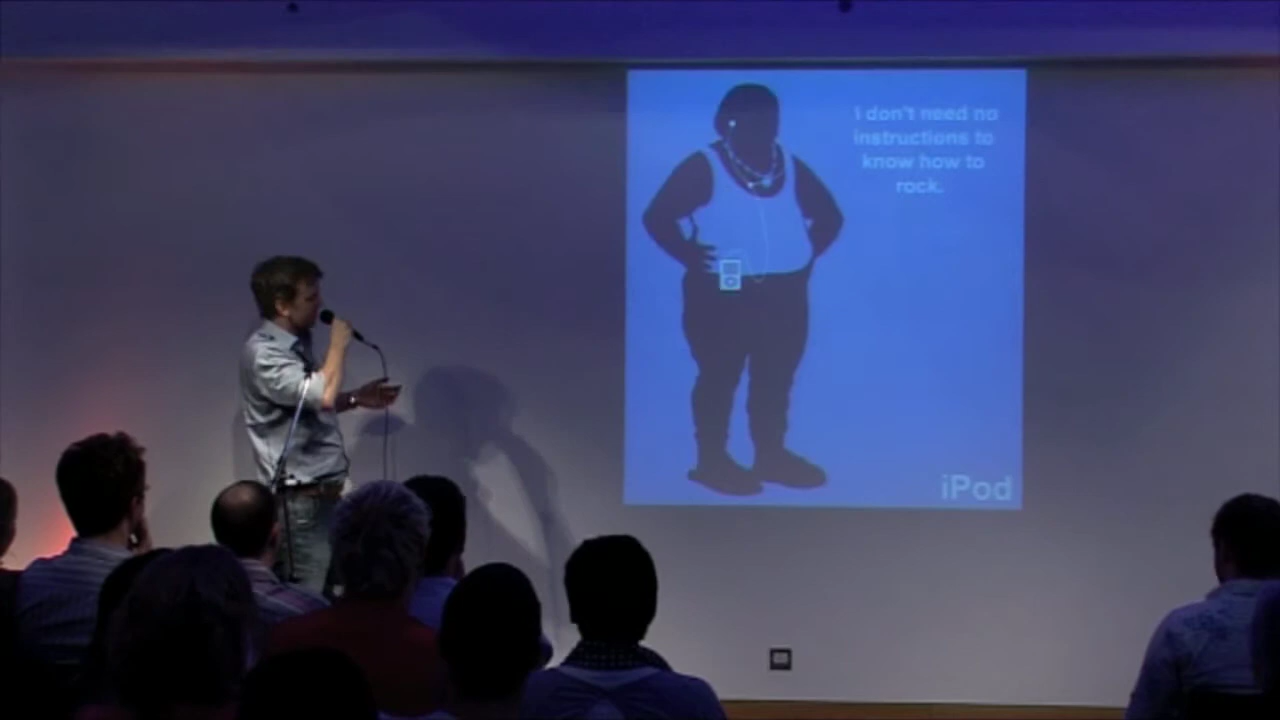 I don't need no
instructions to
know how to
rock.
iPod